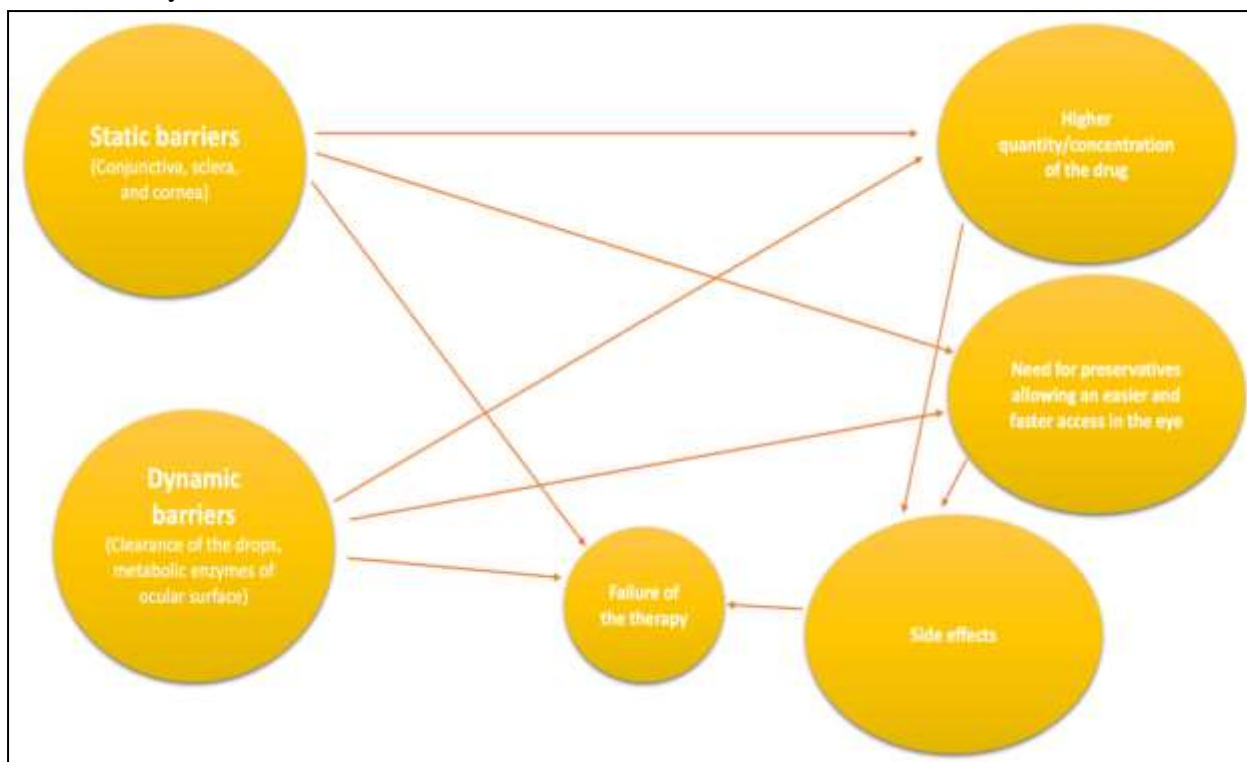 Static barriers
(Conjunctiva, sclera,
and cornea)
Higher
quantity/concentration
of the drug
Need for preservatives
allowing an easier and
faster access in the eye
Dynamic
barriers
(Clearance of the drops,
metabolic enzymes of
ocular surface)
Failure of
the therapy
Side effects